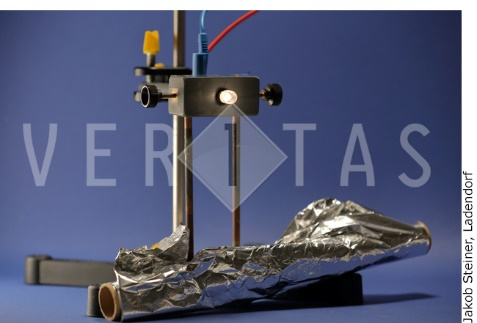 VERITAS
Jakob Steiner, Ladendorf